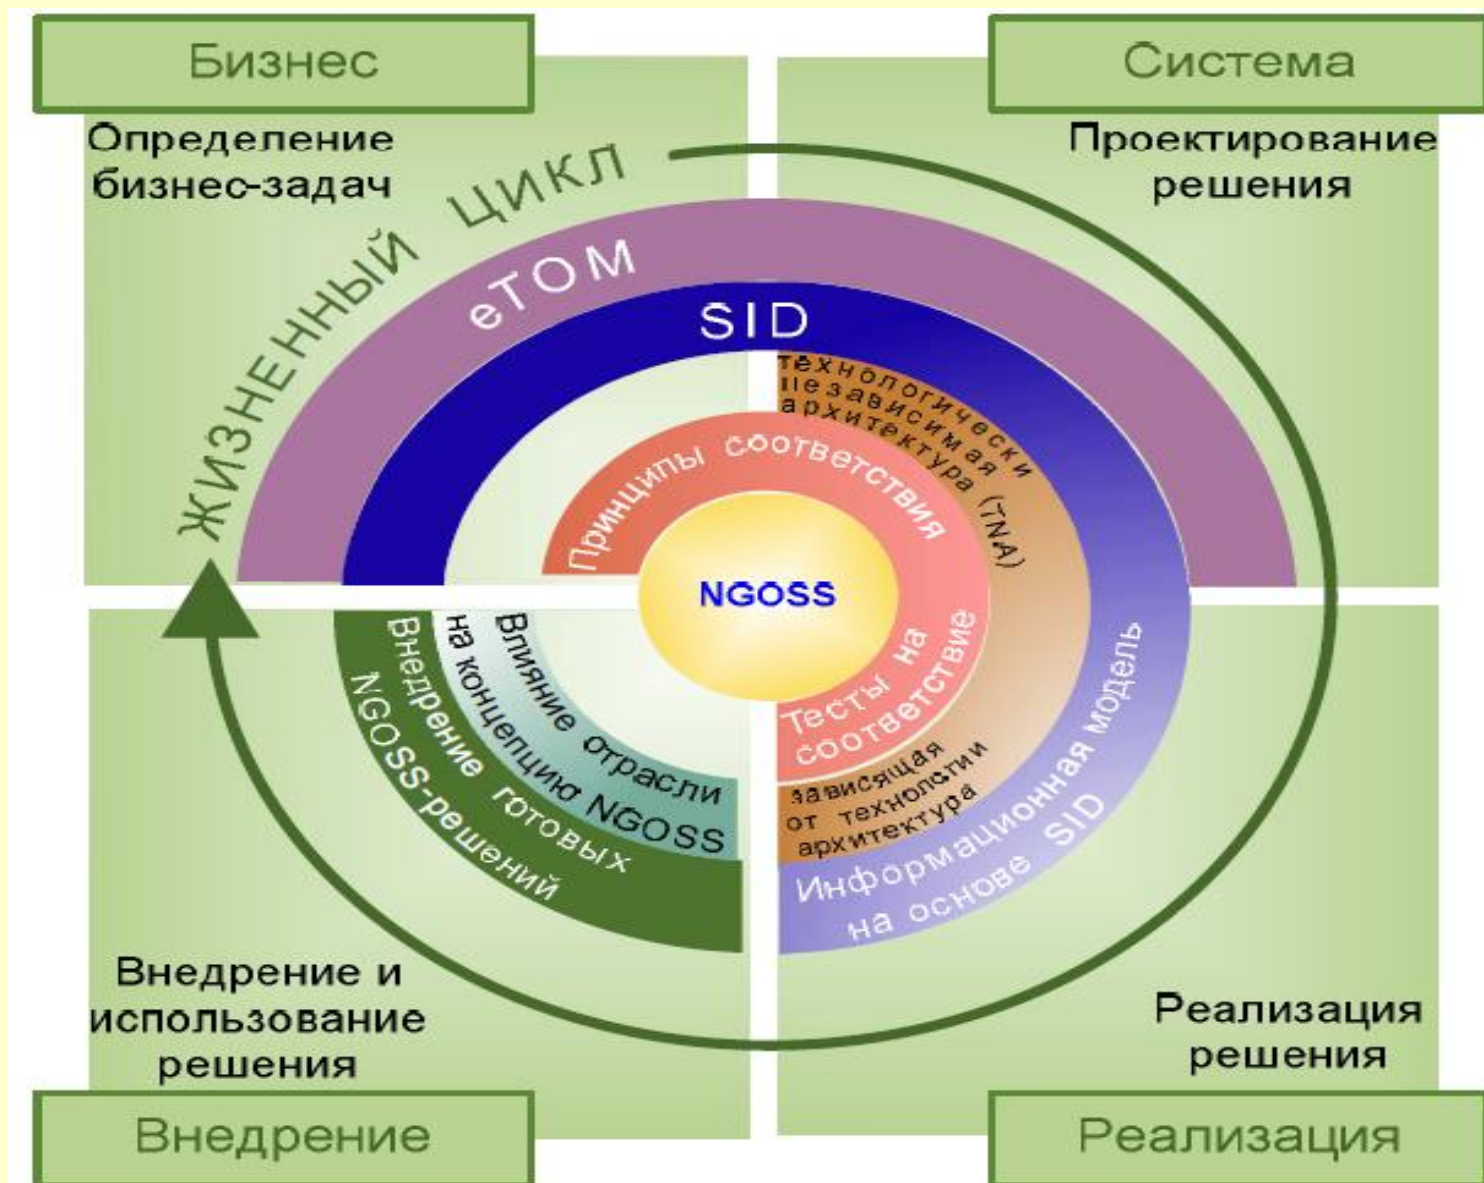 Бизнес
Система
Определение
бизнес-задач
Проектирование
решения
ЖИЗНЕННЫЙ ЦИКЛ
eTOM
SID
технологически
независимая
архитектура (TNA)
Принципы соответствия
NGOSS
Тесты на
соответствие
зависящая
от технологии
архитектура
Информационная модель
на основе SID
Влияние отрасли
на концепцию NGOSS
Внедрение готовых
NGOSS-решений
Внедрение и
использование
решения
Реализация
решения
Внедрение
Реализация